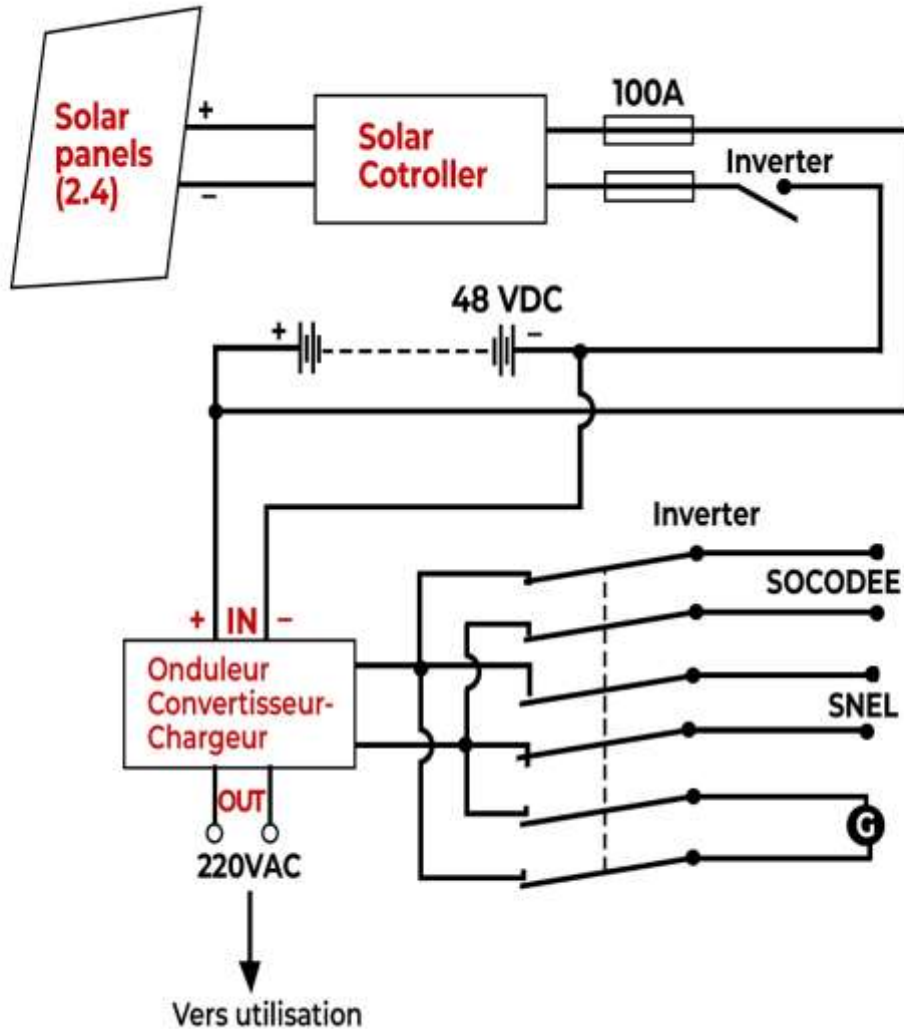 Solar
panels
(2.4)
+
−
Solar
Cotroller
100A
Inverter
48 VDC
+
−
Inverter
SOCODEE
SNEL
G
+ IN −
Onduleur
Convertisseur-
Chargeur
OUT
220VAC
Vers utilisation